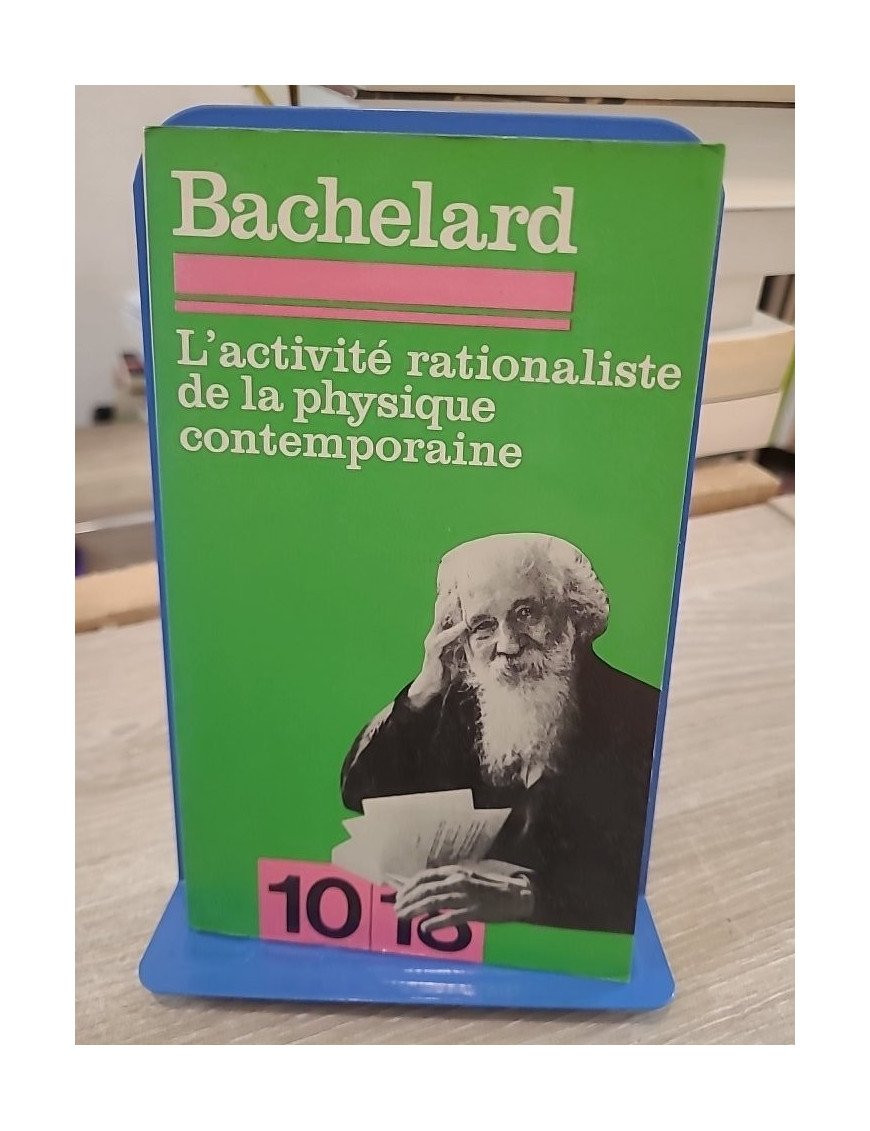 Bachelard
L'activité rationaliste
de la physique
contemporaine
10 18